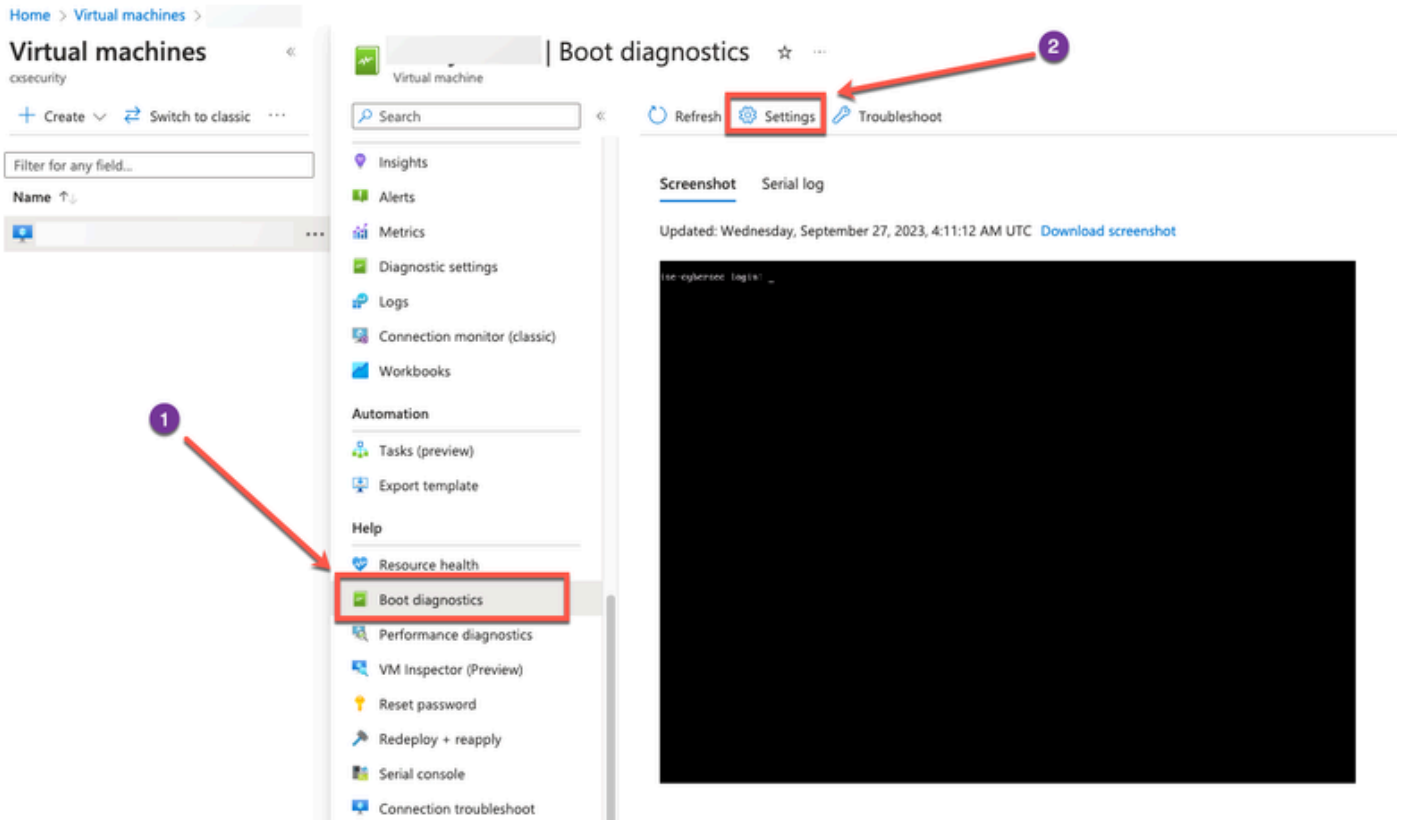 Home > Virtual machines >
Virtual machines
cxsecurity
Create
Switch to classic
Filter for any field...
Name
| Boot diagnostics
Virtual machine
Search
Insights
Alerts
Metrics
Diagnostic settings
Logs
Connection monitor (classic)
Workbooks
Automation
Tasks (preview)
Export template
Help
Resource health
Boot diagnostics
Performance diagnostics
VM Inspector (Preview)
Reset password
Redeploy + reapply
Serial console
Connection troubleshoot
1
2
Refresh Settings Troubleshoot
Screenshot Serial log
Updated: Wednesday, September 27, 2023, 4:11:12 AM UTC Download screenshot
ise-cybersec login: _